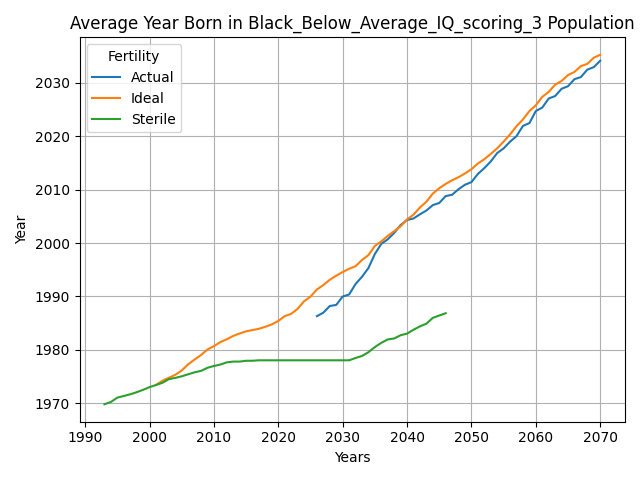 Average Year Born in Black_Below_Average_IQ_scoring_3 Population
Fertility
Actual
Ideal
Sterile
Year
2030
2020
2010
2000
1990
1980
1970
1990 2000 2010 2020 2030 2040 2050 2060 2070
Years